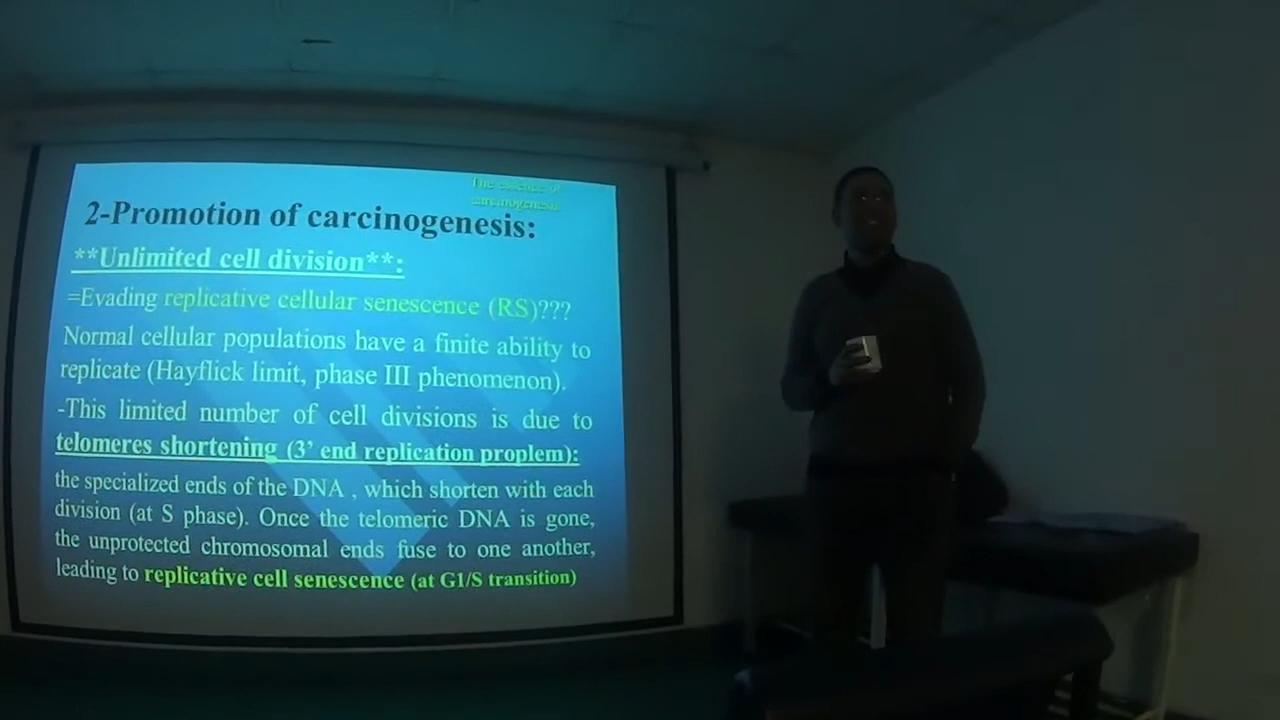 The essence of
carcinogenesis
2-Promotion of carcinogenesis:
**Unlimited cell division**:
=Evading replicative cellular senescence (RS)???
Normal cellular populations have a finite ability to
replicate (Hayflick limit, phase III phenomenon).
-This limited number of cell divisions is due to
telomeres shortening (3’ end replication proplem):
the specialized ends of the DNA , which shorten with each
division (at S phase). Once the telomeric DNA is gone,
the unprotected chromosomal ends fuse to one another,
leading to replicative cell senescence (at G1/S transition)